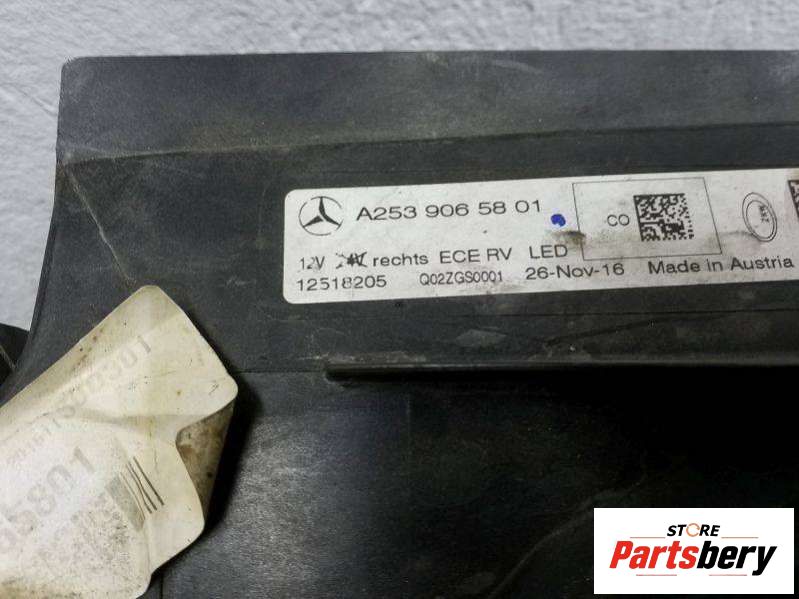 A253 906 58 01
CO
12V rechts ECE RV LED
12518205 Q02ZGS0001 26-Nov-16 Made in Austria
5801
STORE
Partsbery